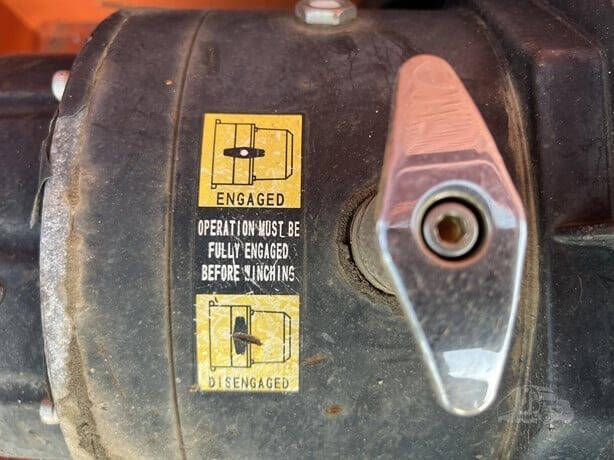 ENGAGED
OPERATION MUST BE
FULLY ENGAGED
BEFORE WINCHING
DISENGAGED